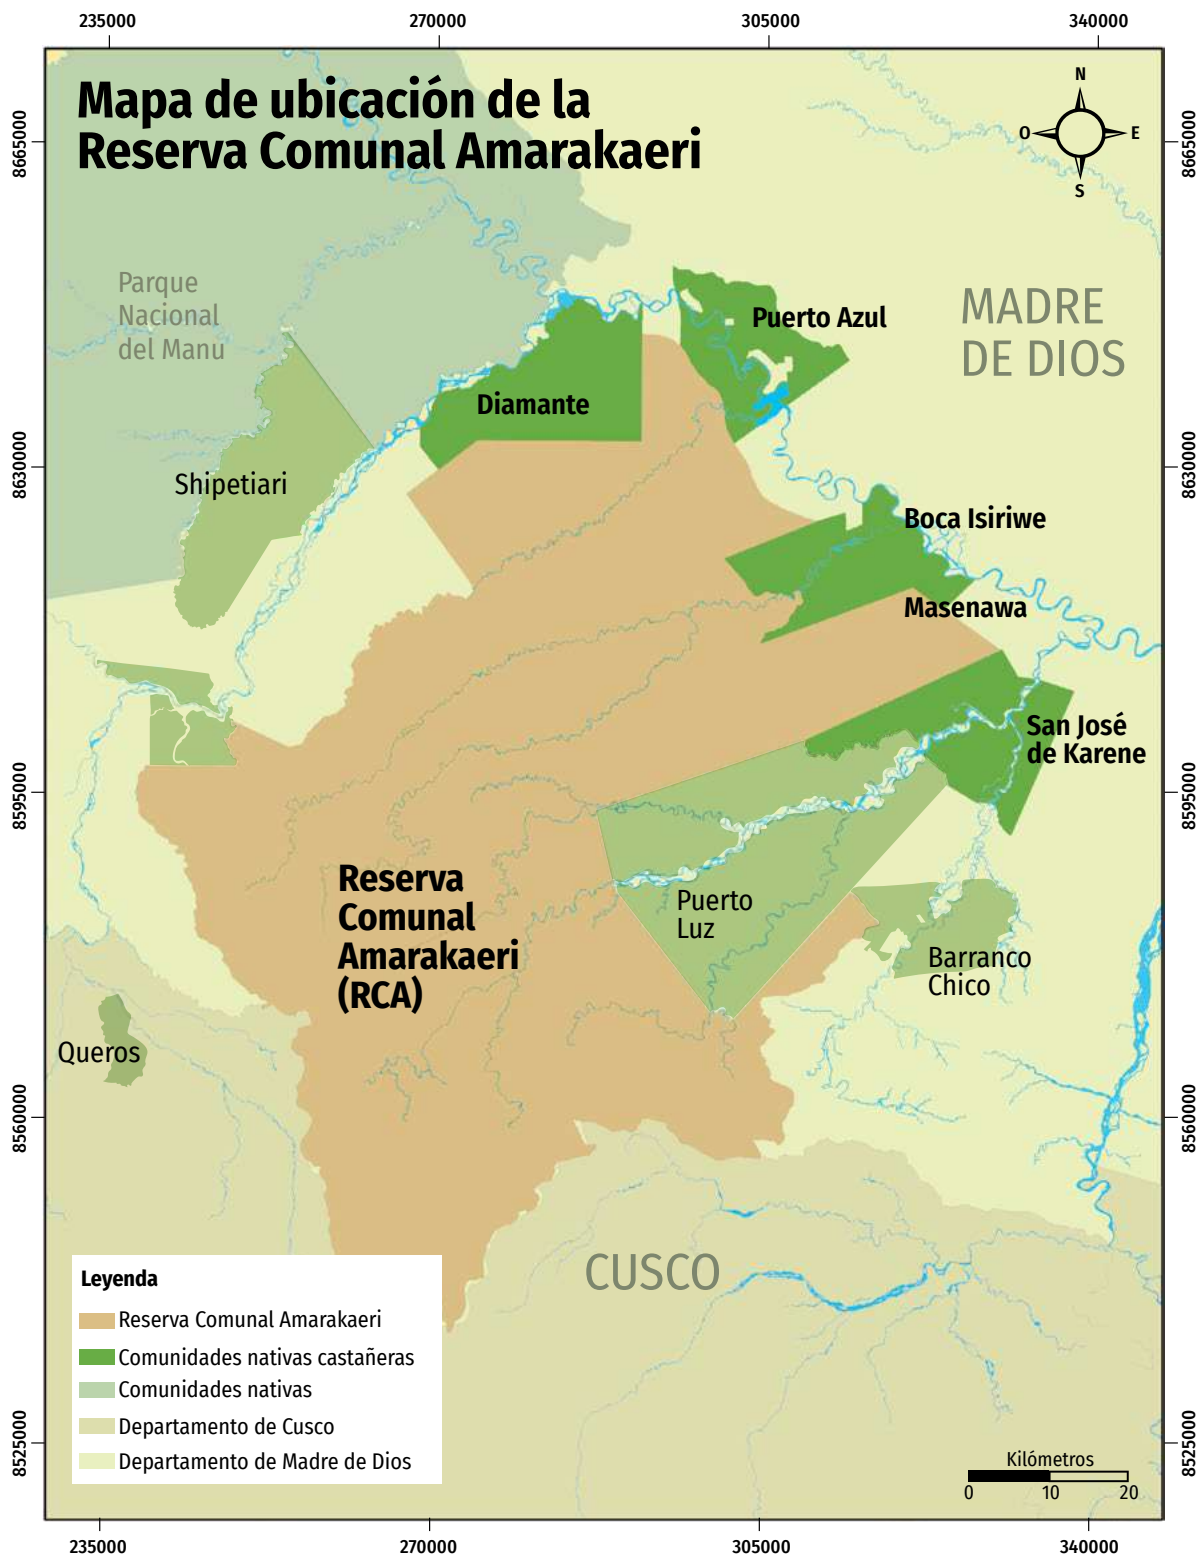 235000
270000
305000
340000
Mapa de ubicación de la
Reserva Comunal Amarakaeri
N
O
E
S
8665000
8665000
Parque
Nacional
del Manu
MADRE
DE DIOS
Puerto Azul
Diamante
8630000
8630000
Shipetiari
Boca Isiriwe
Masenawa
San José
de Karene
8595000
8595000
Reserva
Comunal
Amarakaeri
(RCA)
Puerto
Luz
Barranco
Chico
Queros
8560000
8560000
CUSCO
Leyenda
Reserva Comunal Amarakaeri
Comunidades nativas castañeras
Comunidades nativas
Departamento de Cusco
Departamento de Madre de Dios
8525000
8525000
Kilómetros
0
10
20
235000
270000
305000
340000